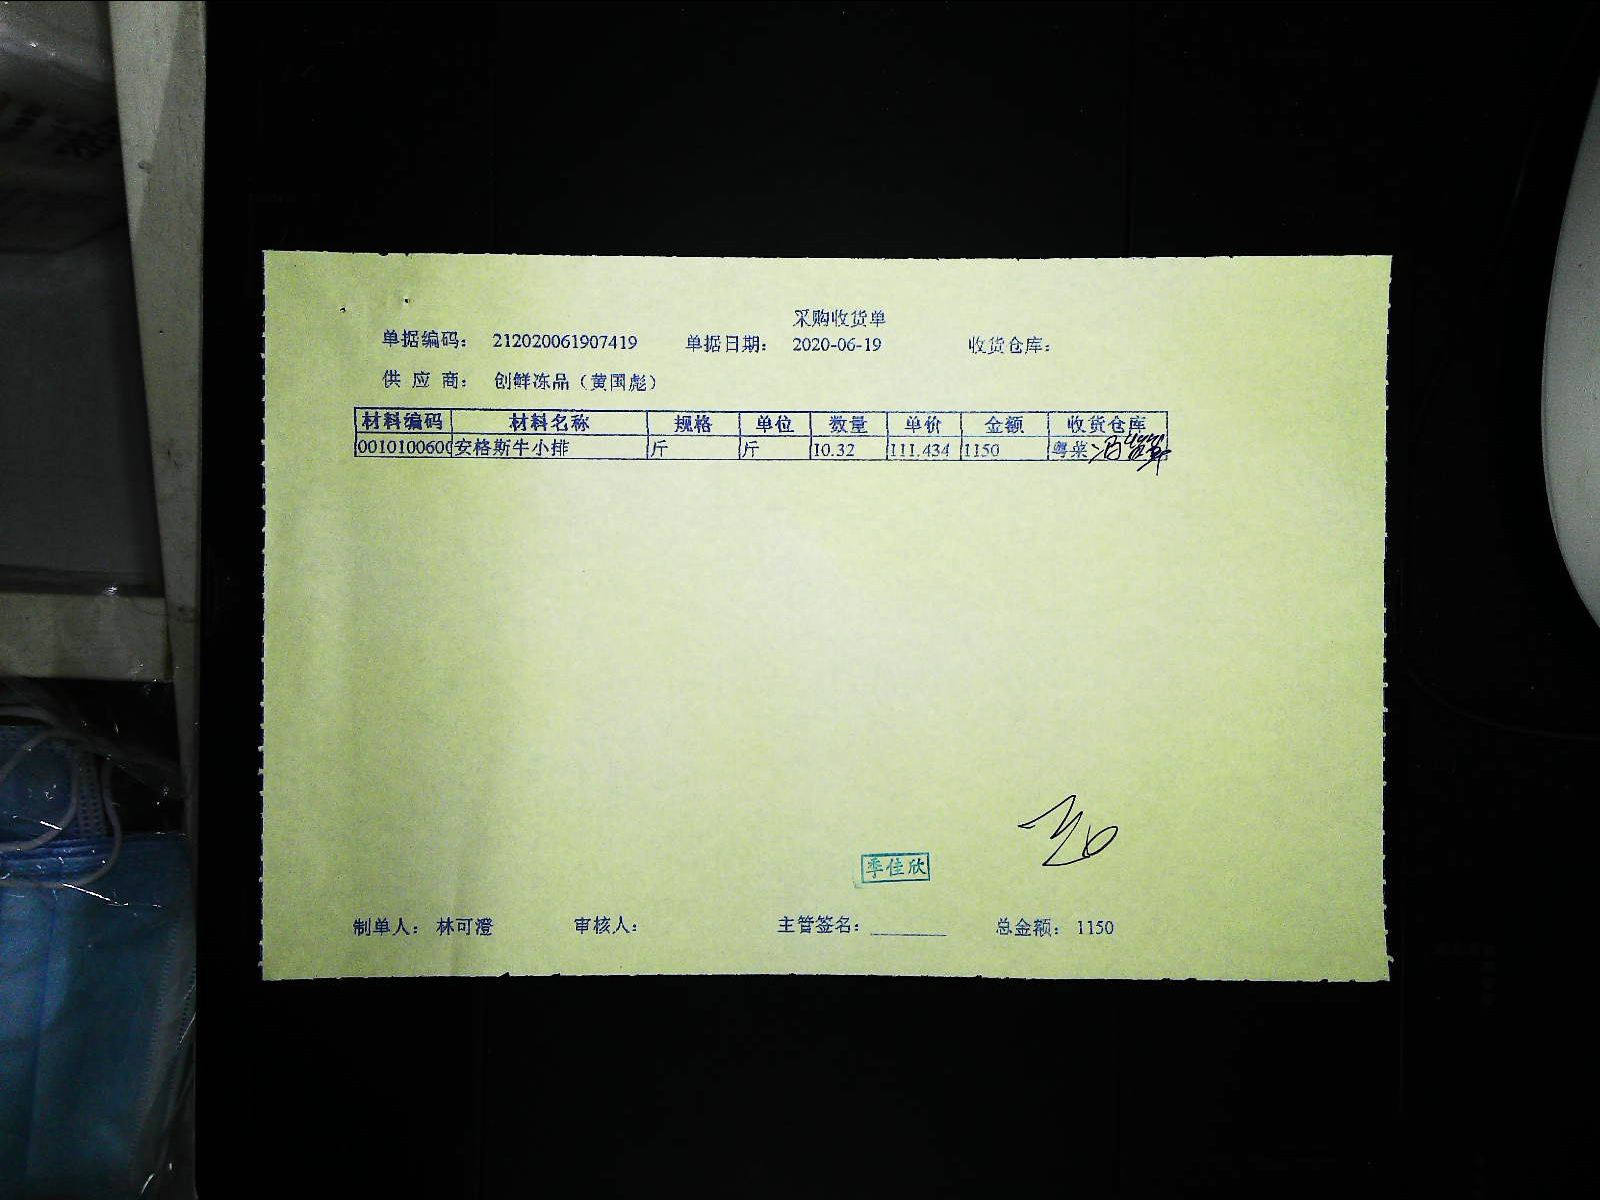 采购收货单
单据编码： 212020061907419 单据日期： 2020-06-19 收货仓库：
供 应 商： 创鲜冻品（黄国彪）
材料编码 材料名称 规格 单位 数量 单价 金额 收货仓库
0010100600 安格斯牛小排 斤 斤 10.32 111.434 1150 粤菜
季佳欣
制单人： 林可澄 审核人： 主管签名：________ 总金额： 1150